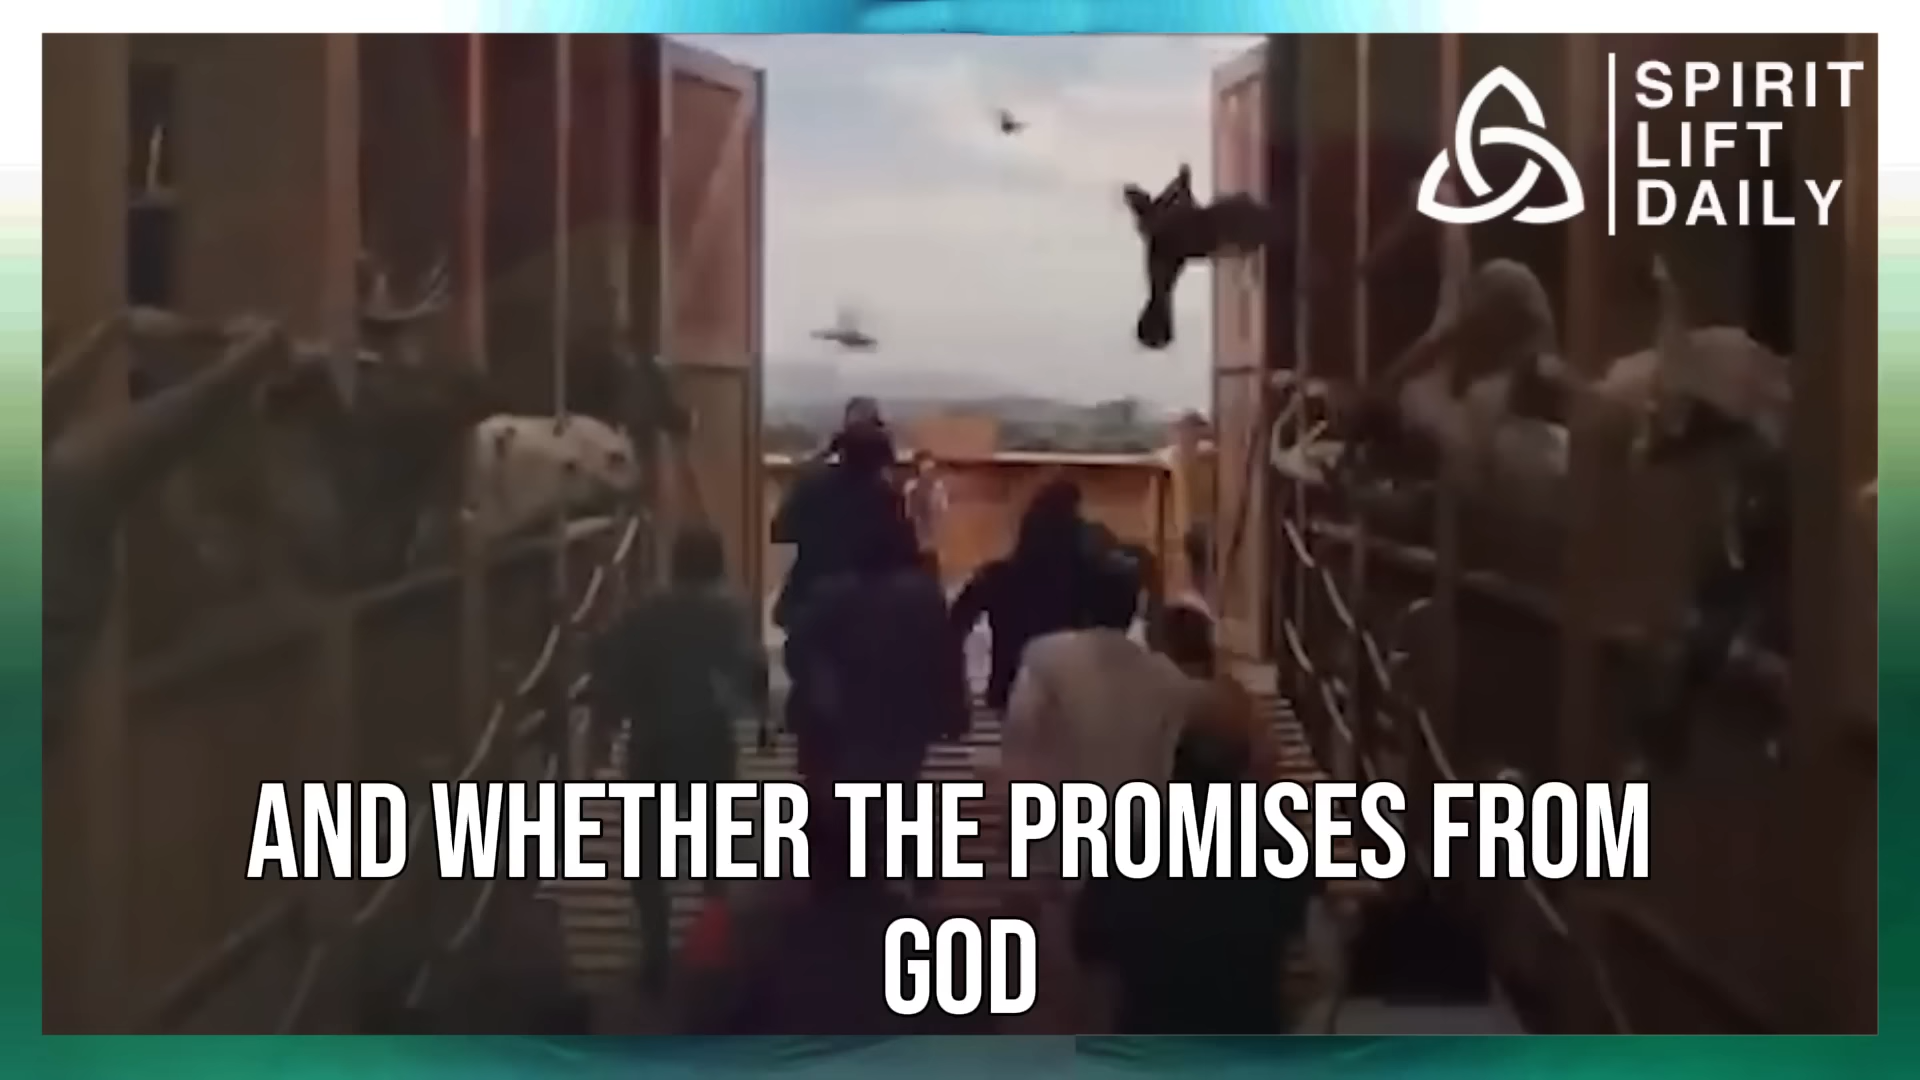 SPIRIT
LIFT
DAILY
AND WHETHER THE PROMISES FROM
GOD